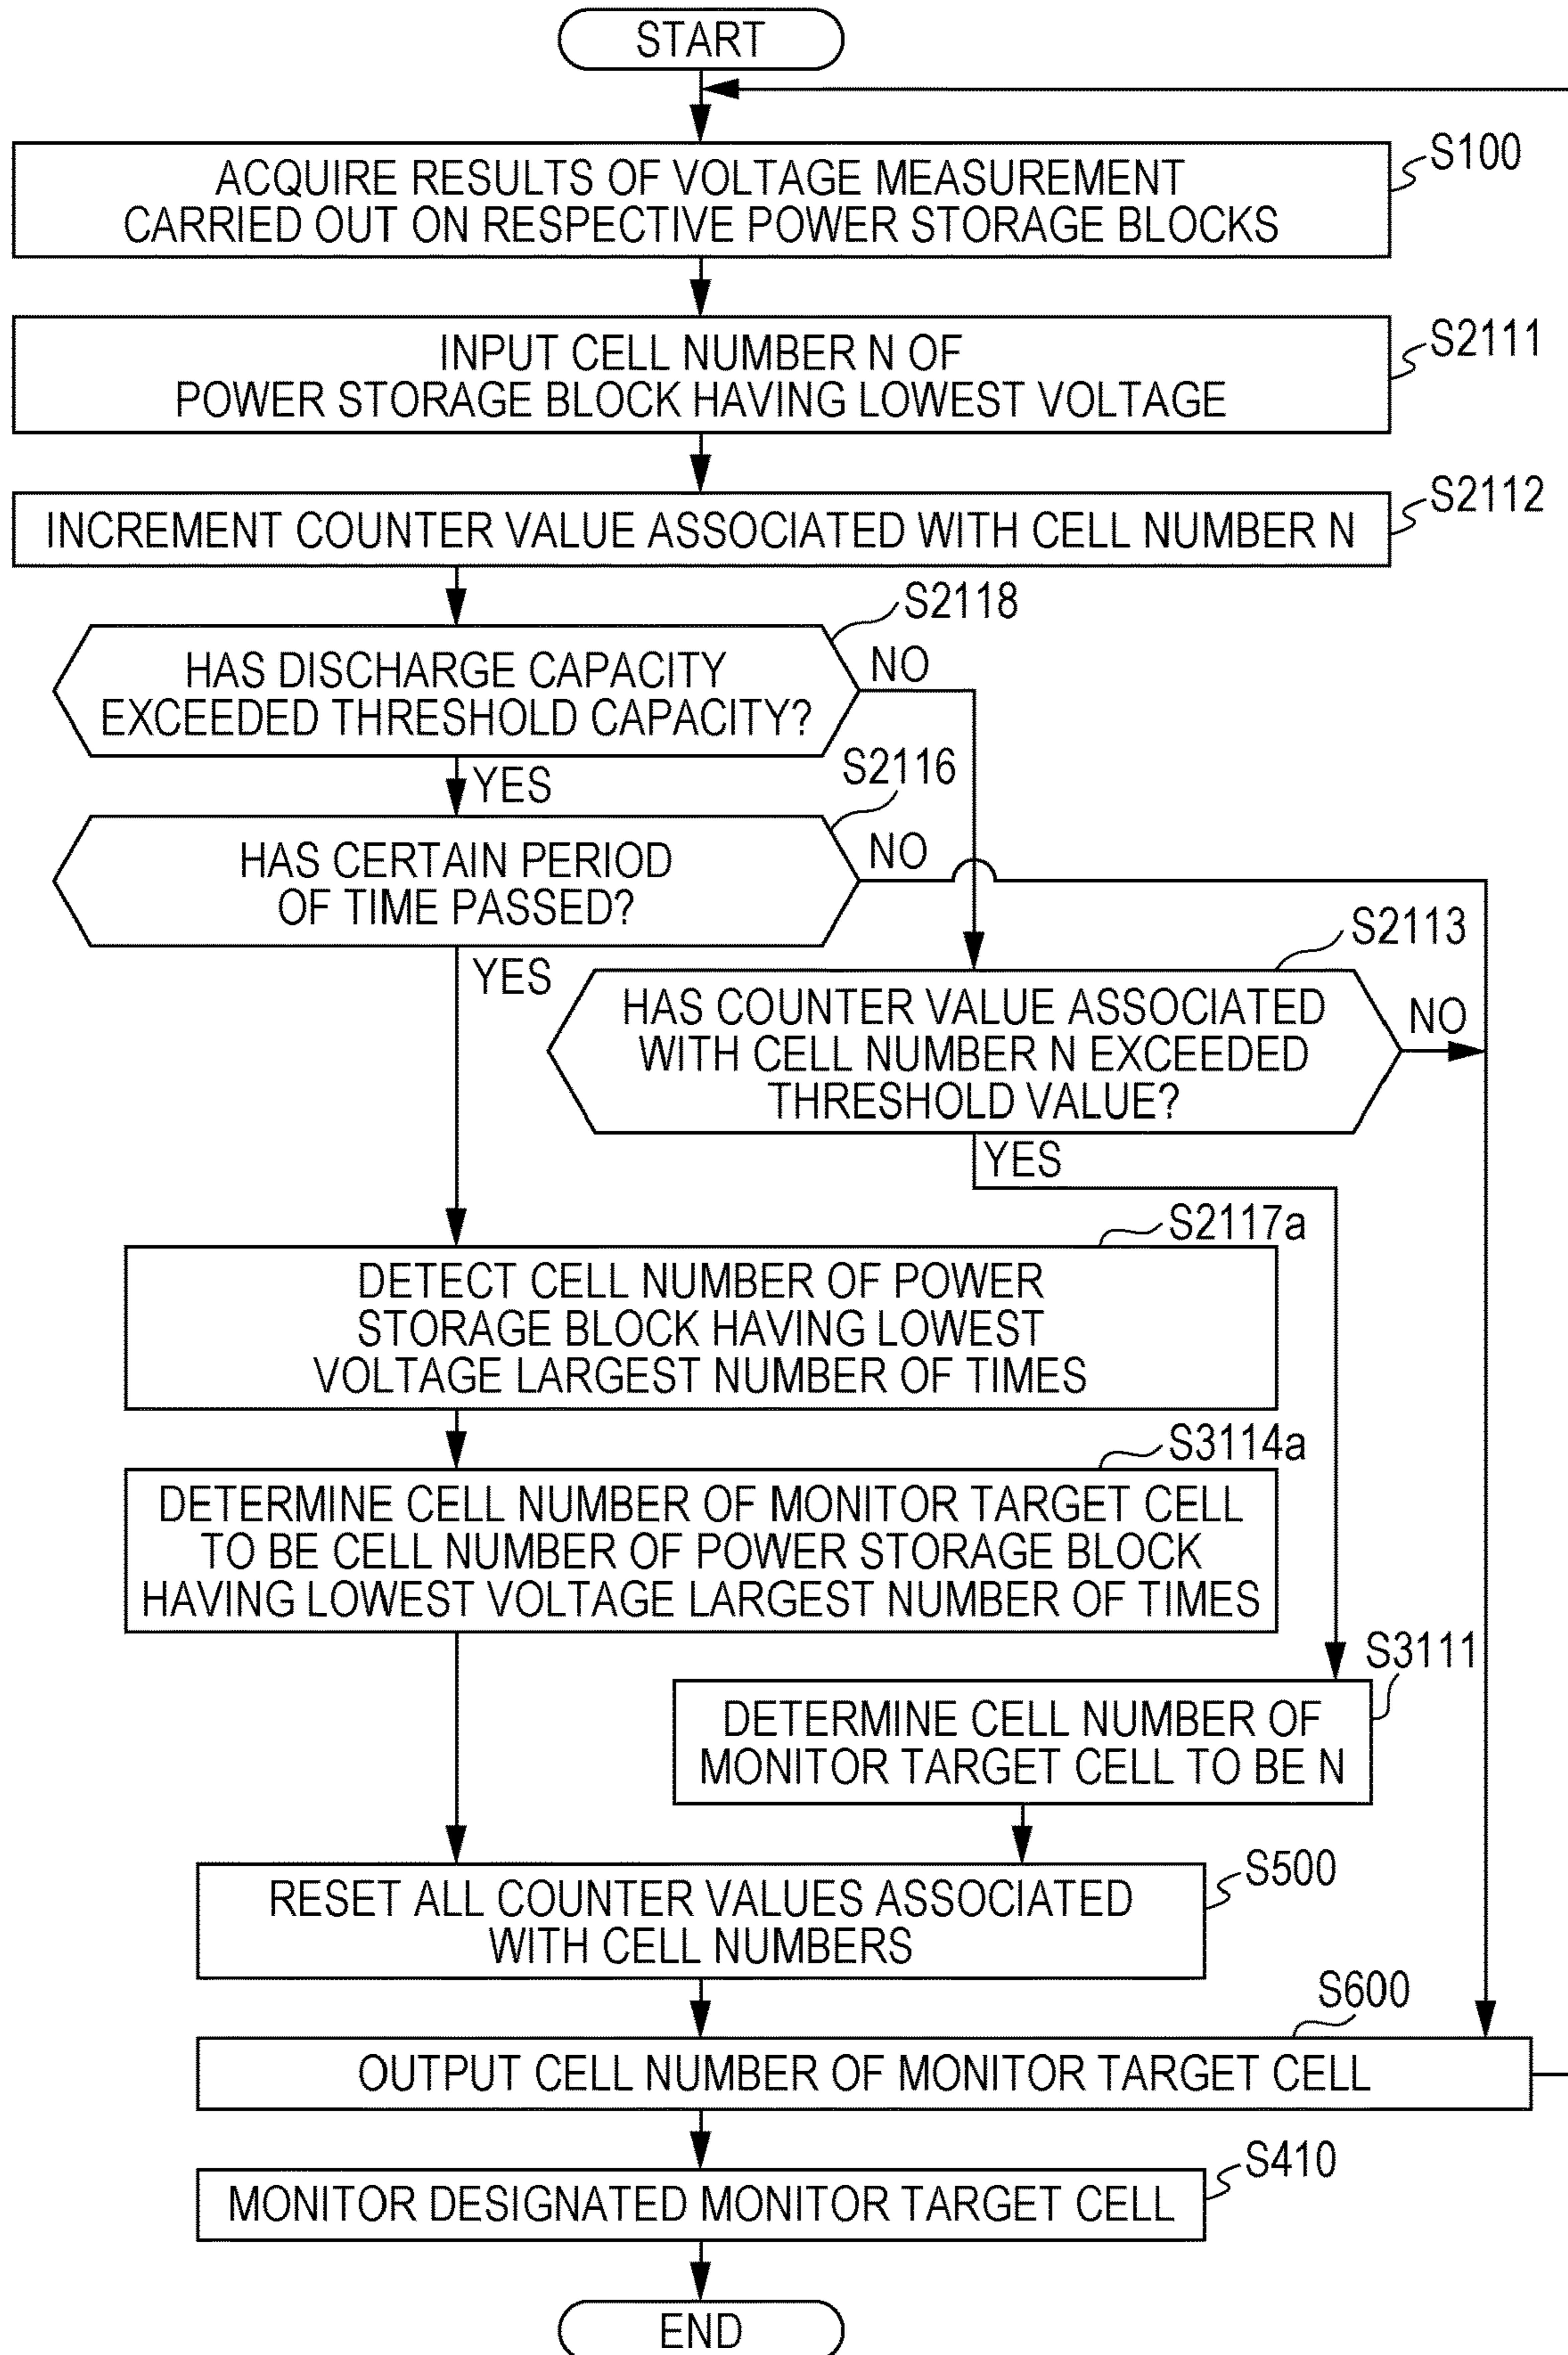 START
ACQUIRE RESULTS OF VOLTAGE MEASUREMENT
CARRIED OUT ON RESPECTIVE POWER STORAGE BLOCKS
S100
INPUT CELL NUMBER N OF
POWER STORAGE BLOCK HAVING LOWEST VOLTAGE
S2111
INCREMENT COUNTER VALUE ASSOCIATED WITH CELL NUMBER N
S2112
S2118
HAS DISCHARGE CAPACITY
EXCEEDED THRESHOLD CAPACITY?
NO
YES
S2116
HAS CERTAIN PERIOD
OF TIME PASSED?
NO
YES
S2113
HAS COUNTER VALUE ASSOCIATED
WITH CELL NUMBER N EXCEEDED
THRESHOLD VALUE?
NO
YES
S2117a
DETECT CELL NUMBER OF POWER
STORAGE BLOCK HAVING LOWEST
VOLTAGE LARGEST NUMBER OF TIMES
S3114a
DETERMINE CELL NUMBER OF MONITOR TARGET CELL
TO BE CELL NUMBER OF POWER STORAGE BLOCK
HAVING LOWEST VOLTAGE LARGEST NUMBER OF TIMES
S3111
DETERMINE CELL NUMBER OF
MONITOR TARGET CELL TO BE N
S500
RESET ALL COUNTER VALUES ASSOCIATED
WITH CELL NUMBERS
S600
OUTPUT CELL NUMBER OF MONITOR TARGET CELL
S410
MONITOR DESIGNATED MONITOR TARGET CELL
END